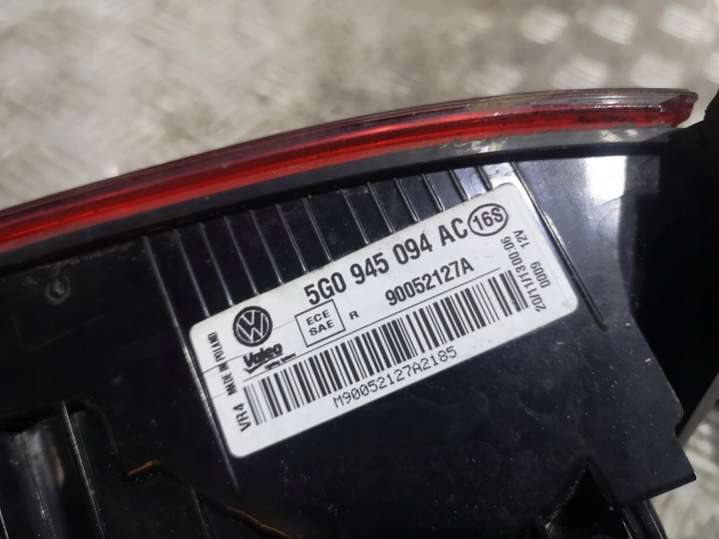 5G0 945 094 AC 16S
90052127A
ECE
SAE
R
Valeo
MADE IN POLAND
VR4
M90052127A2185
20/11/13 00:06
0009 12V